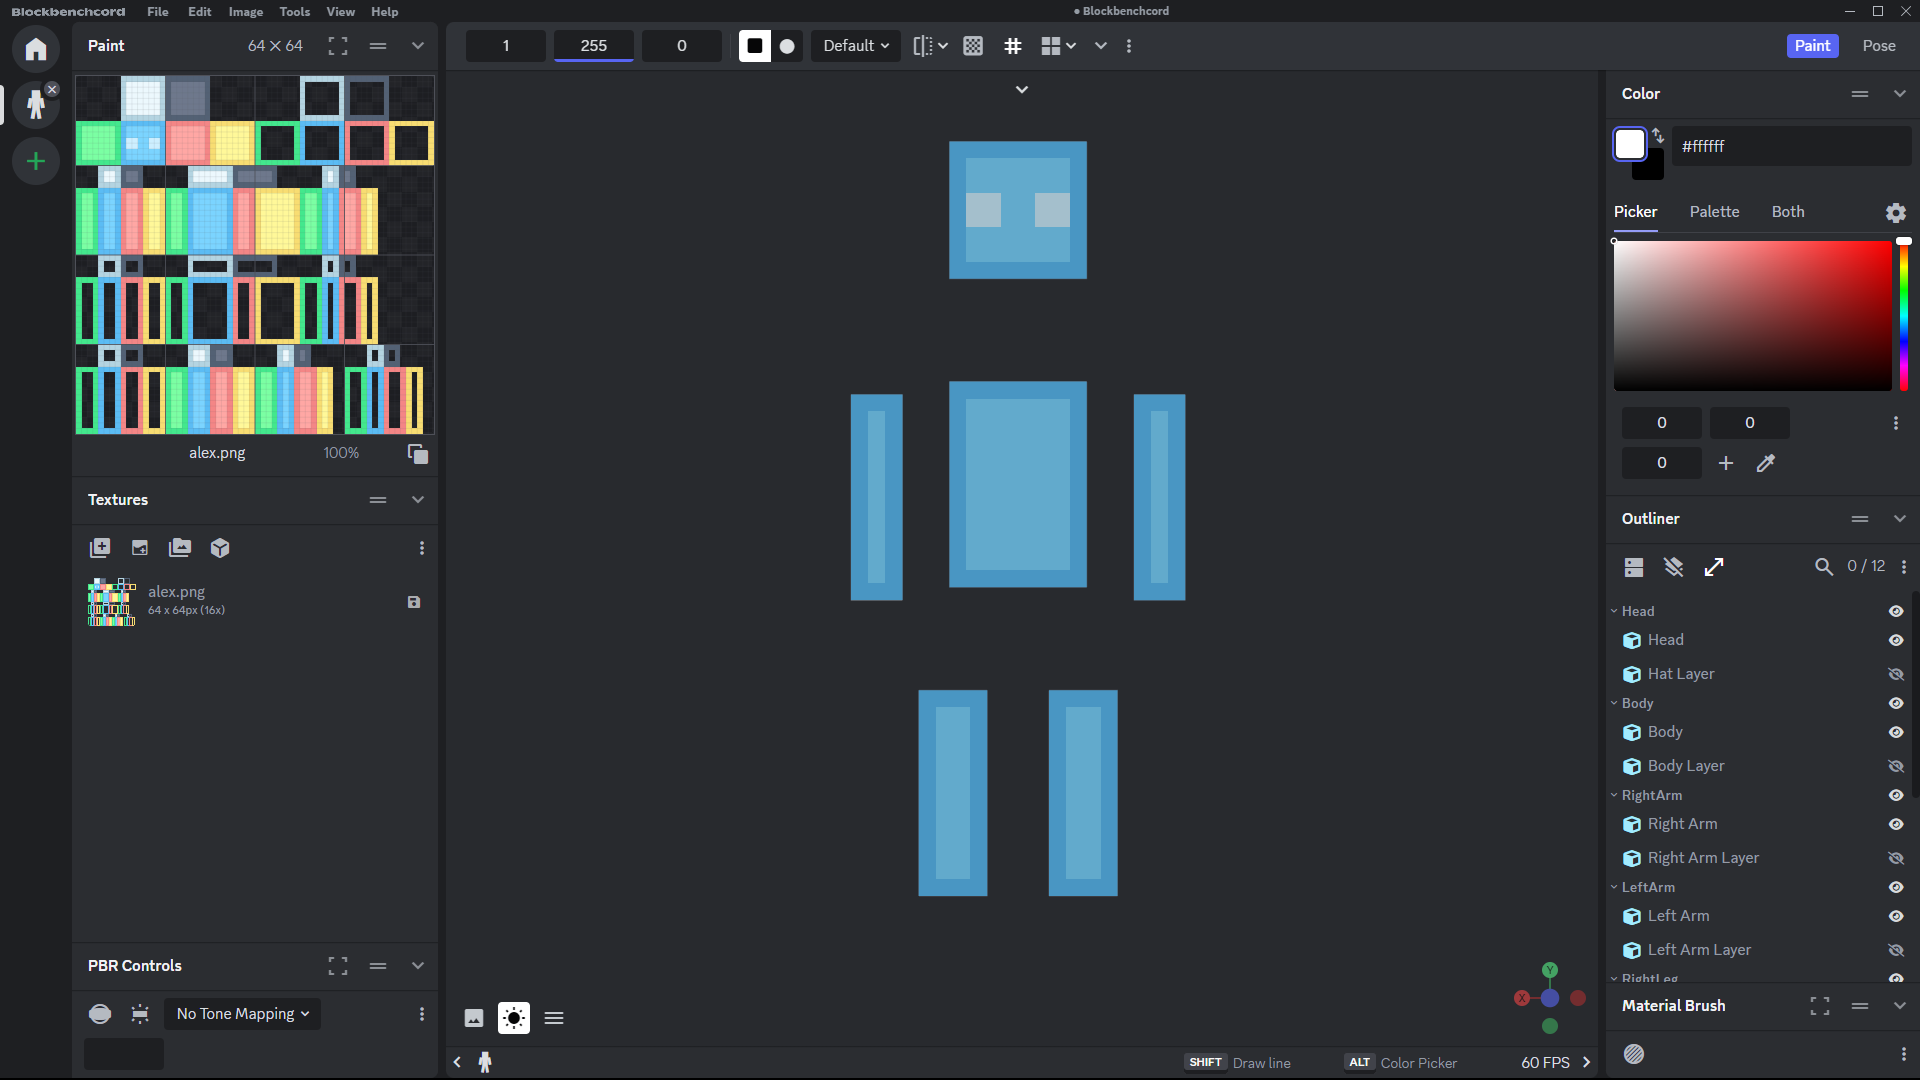 Blockbenchcord File Edit Image Tools View Help
● Blockbenchcord
Paint 64 × 64
1 255 0 Default
Paint Pose
Color
#ffffff
Picker Palette Both
0 0
0
alex.png 100%
Textures
alex.png
64 x 64px (16x)
Outliner
0 / 12
Head
Head
Hat Layer
Body
Body
Body Layer
RightArm
Right Arm
Right Arm Layer
LeftArm
Left Arm
Left Arm Layer
RightLeg
PBR Controls
No Tone Mapping
Y
X
Material Brush
SHIFT Draw line ALT Color Picker 60 FPS